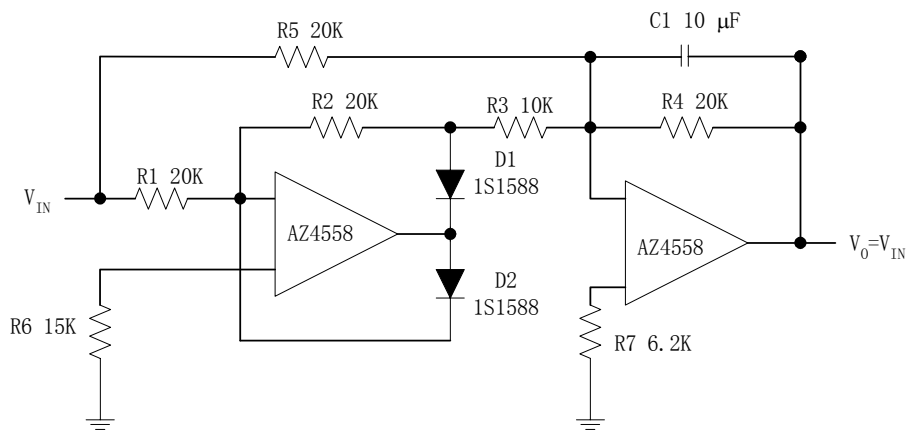 C1 10 μF
R5 20K
R2 20K
R3 10K
R4 20K
D1
1S1588
R1 20K
V_IN
AZ4558
AZ4558
V_O=V_IN
D2
1S1588
R6 15K
R7 6.2K